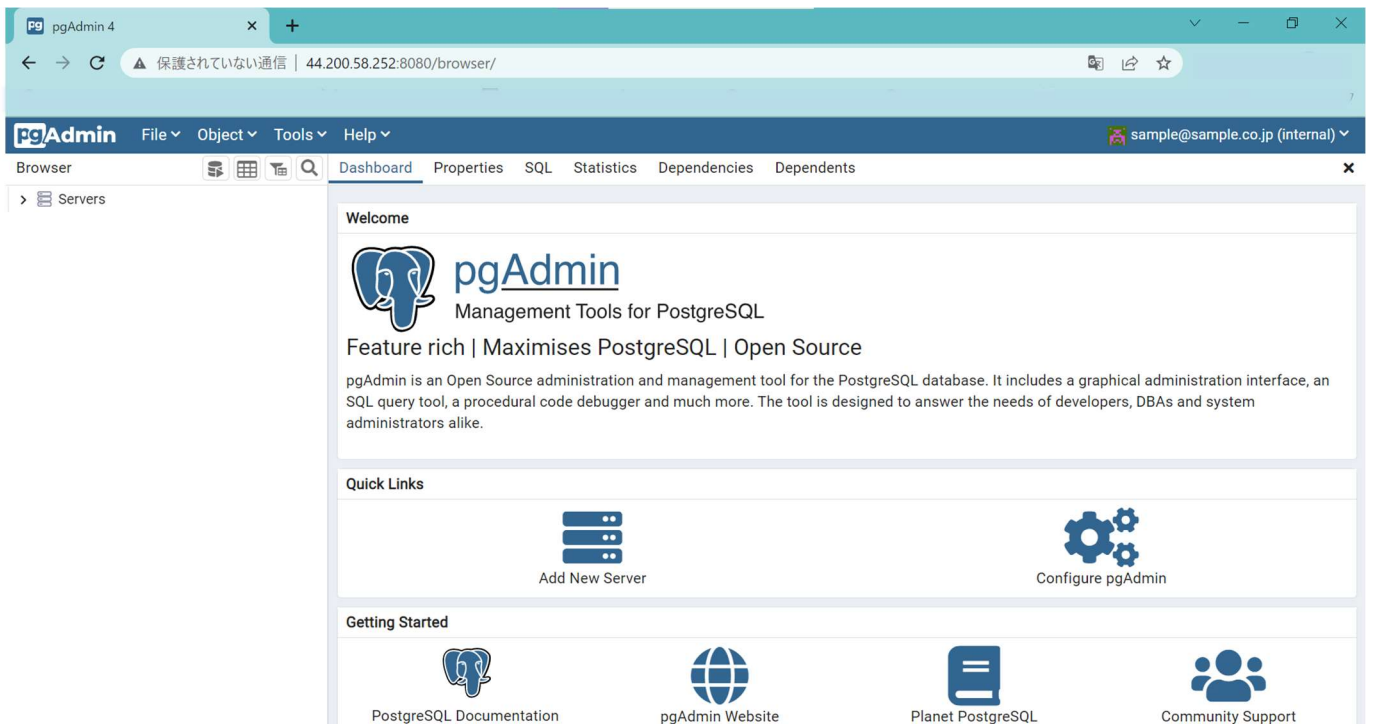 pgAdmin 4
保護されていない通信 | 44.200.58.252:8080/browser/
pgAdmin File Object Tools Help sample@sample.co.jp (internal)
Browser Dashboard Properties SQL Statistics Dependencies Dependents
Servers
Welcome
pgAdmin
Management Tools for PostgreSQL
Feature rich | Maximises PostgreSQL | Open Source
pgAdmin is an Open Source administration and management tool for the PostgreSQL database. It includes a graphical administration interface, an
SQL query tool, a procedural code debugger and much more. The tool is designed to answer the needs of developers, DBAs and system
administrators alike.
Quick Links
Add New Server Configure pgAdmin
Getting Started
PostgreSQL Documentation pgAdmin Website Planet PostgreSQL Community Support